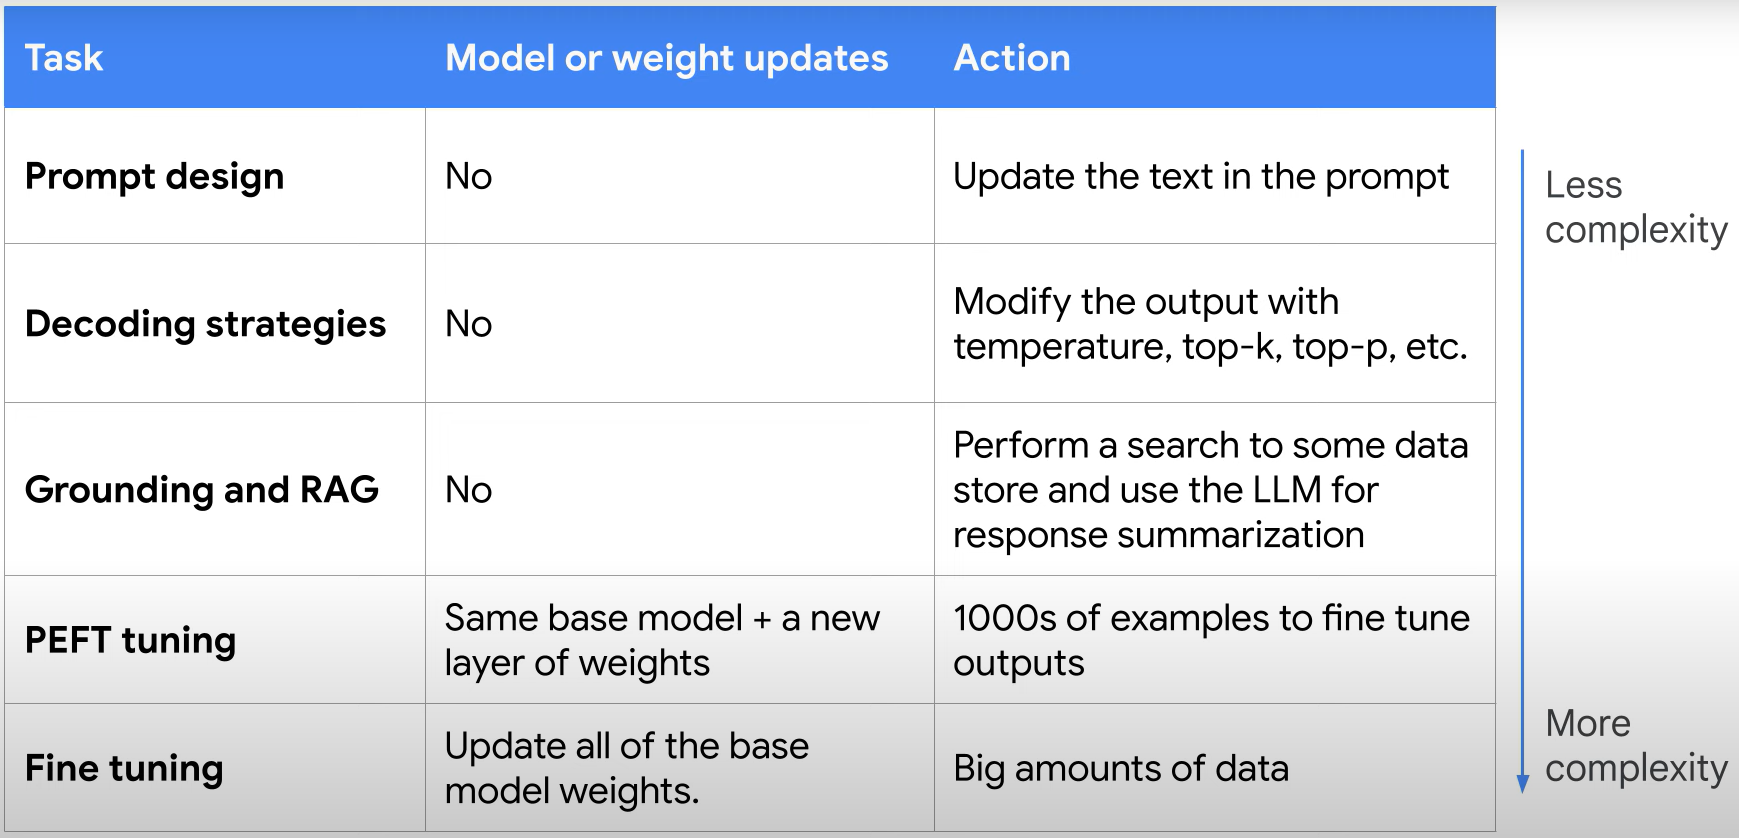 Task
Model or weight updates
Action
Prompt design
No
Update the text in the prompt
Decoding strategies
No
Modify the output with
temperature, top-k, top-p, etc.
Grounding and RAG
No
Perform a search to some data
store and use the LLM for
response summarization
PEFT tuning
Same base model + a new
layer of weights
1000s of examples to fine tune
outputs
Fine tuning
Update all of the base
model weights.
Big amounts of data
Less
complexity
More
complexity